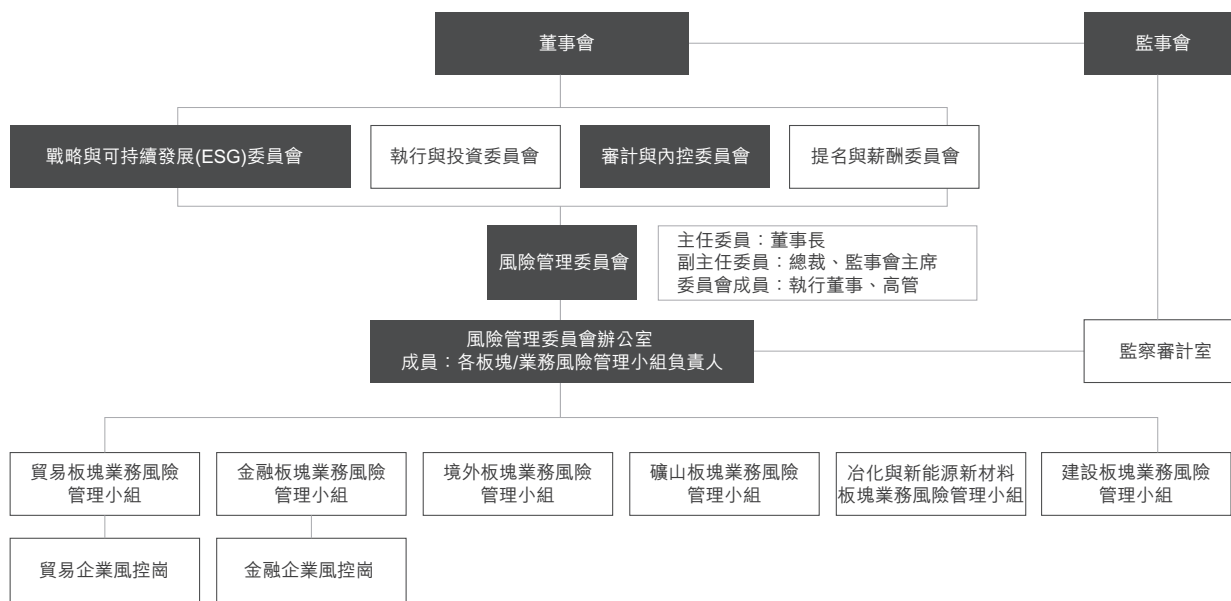 董事會
監事會
戰略與可持續發展(ESG)委員會
執行與投資委員會
審計與內控委員會
提名與薪酬委員會
風險管理委員會
主任委員：董事長
副主任委員：總裁、監事會主席
委員會成員：執行董事、高管
風險管理委員會辦公室
成員：各板塊/業務風險管理小組負責人
監察審計室
貿易板塊業務風險
管理小組
金融板塊業務風險
管理小組
境外板塊業務風險
管理小組
礦山板塊業務風險
管理小組
冶化與新能源新材料
板塊業務風險管理小組
建設板塊業務風險
管理小組
貿易企業風控崗
金融企業風控崗